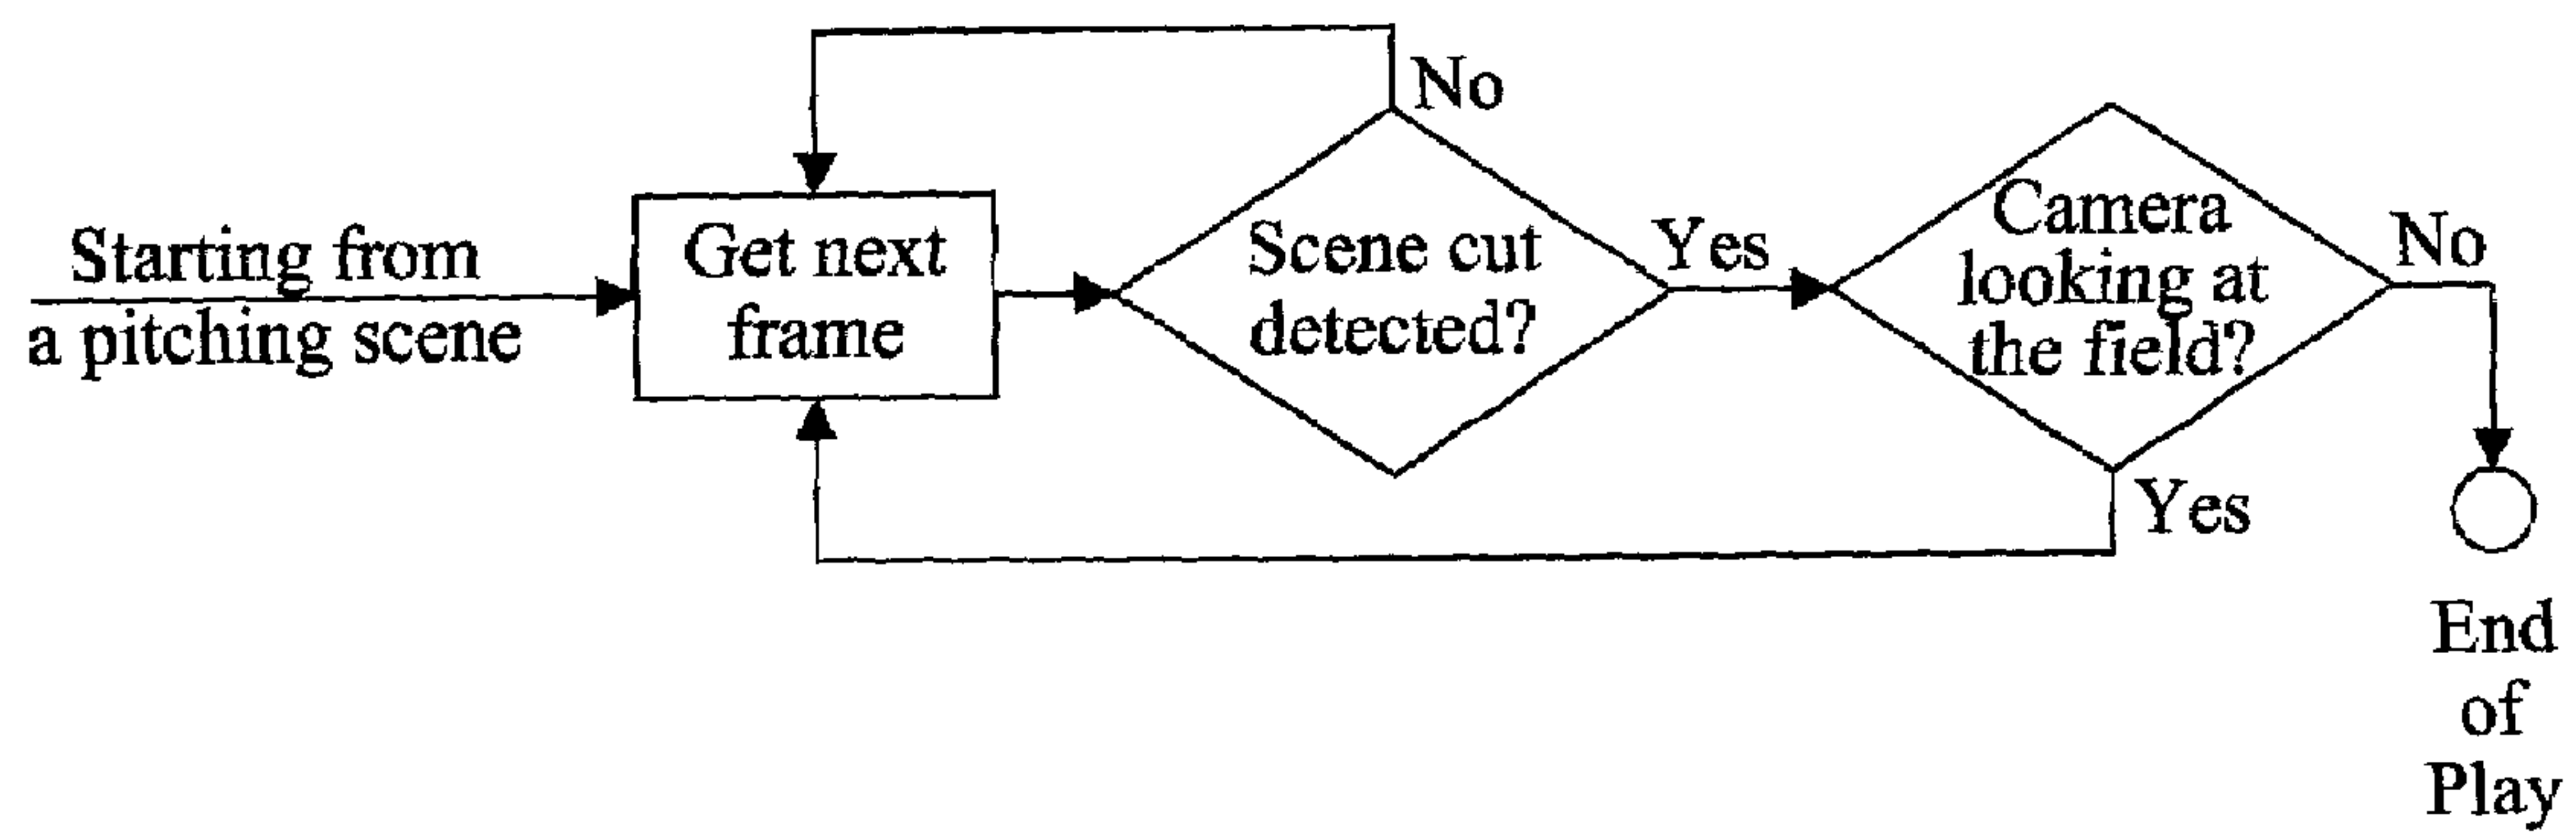 Starting from
a pitching scene
Get next
frame
No
Scene cut
detected?
Yes
Camera
looking at
the field?
No
Yes
End
of
Play